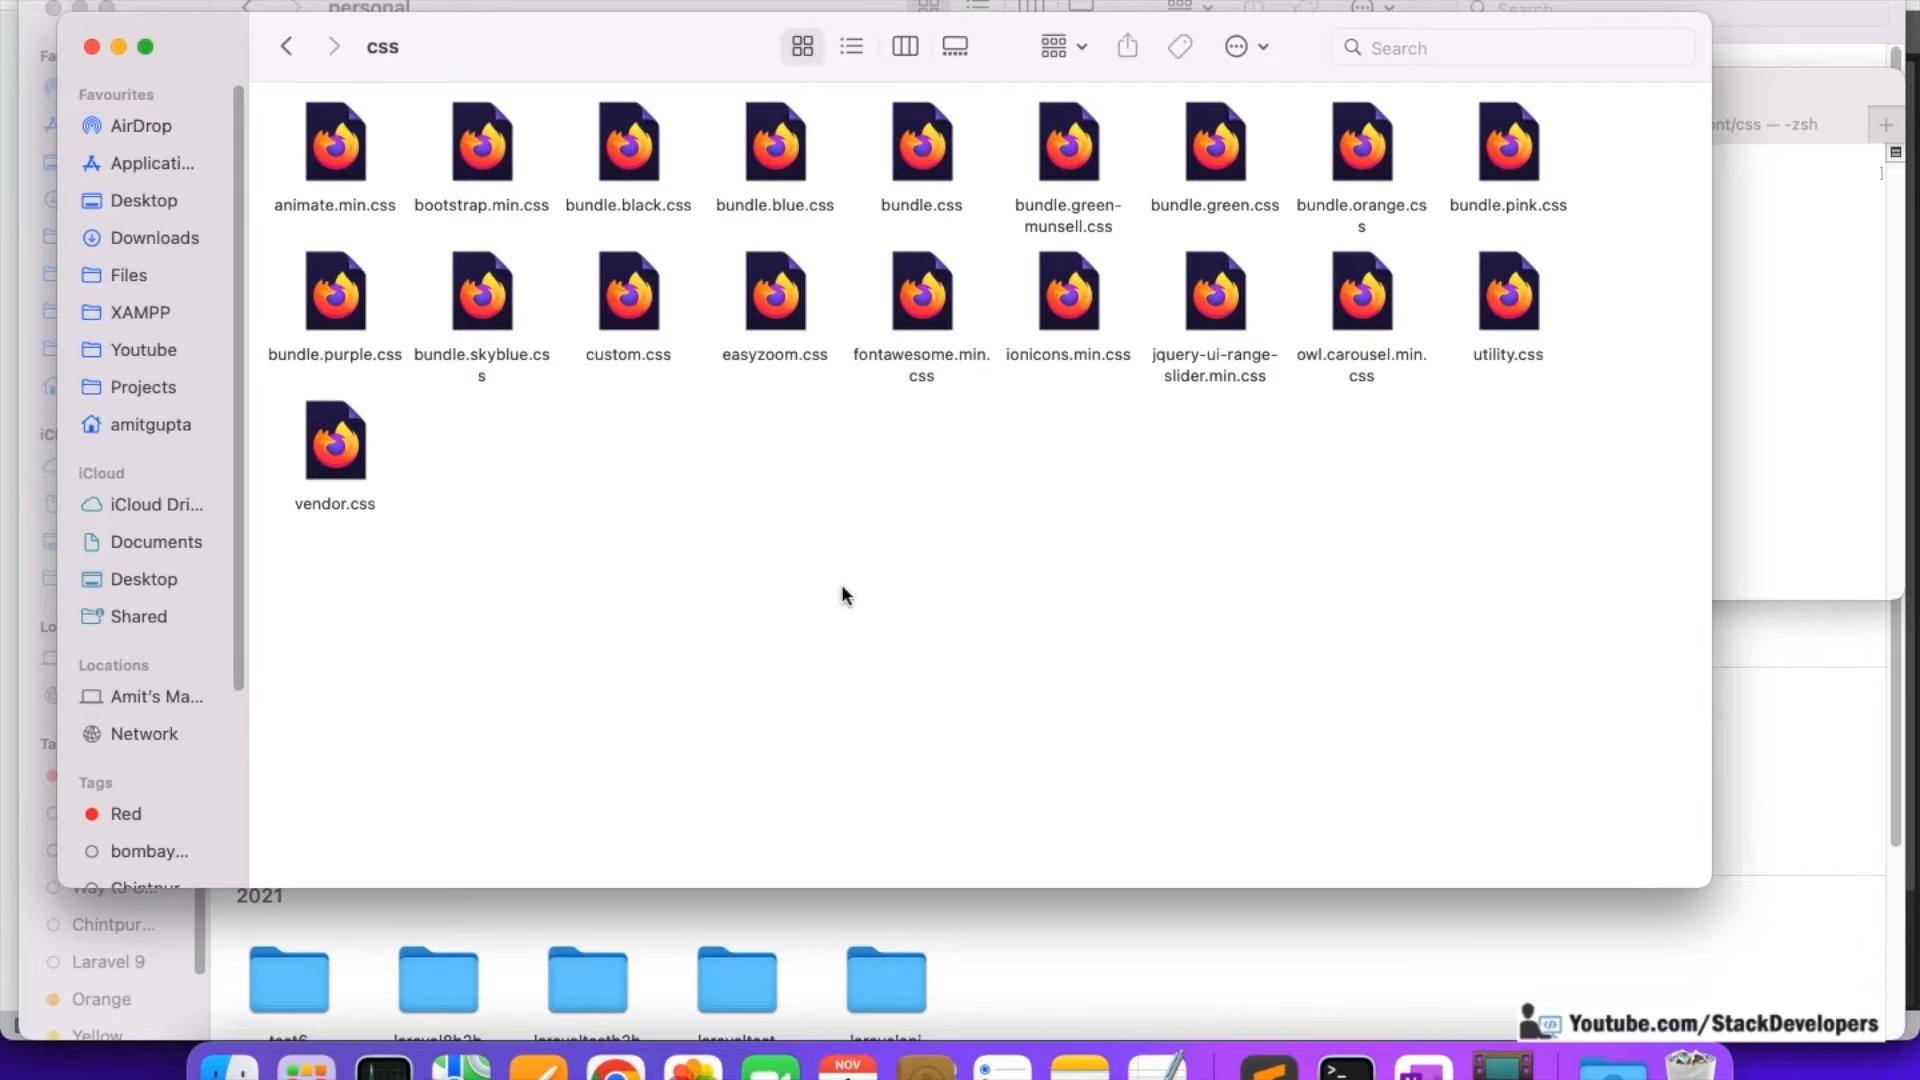 personal
Search
css
Search
Favourites
AirDrop
Applicati...
Desktop
Downloads
Files
XAMPP
Youtube
Projects
amitgupta
iCloud
iCloud Dri...
Documents
Desktop
Shared
Locations
Amit's Ma...
Network
Tags
Red
bombay...
animate.min.css
bootstrap.min.css
bundle.black.css
bundle.blue.css
bundle.css
bundle.green-
munsell.css
bundle.green.css
bundle.orange.cs
s
bundle.pink.css
bundle.purple.css
bundle.skyblue.cs
s
custom.css
easyzoom.css
fontawesome.min.
css
ionicons.min.css
jquery-ui-range-
slider.min.css
owl.carousel.min.
css
utility.css
vendor.css
nt/css — -zsh
Fa
iCl
Lo
Ta
Chintpur...
Laravel 9
Orange
Yellow
2021
NOV
Youtube.com/StackDevelopers